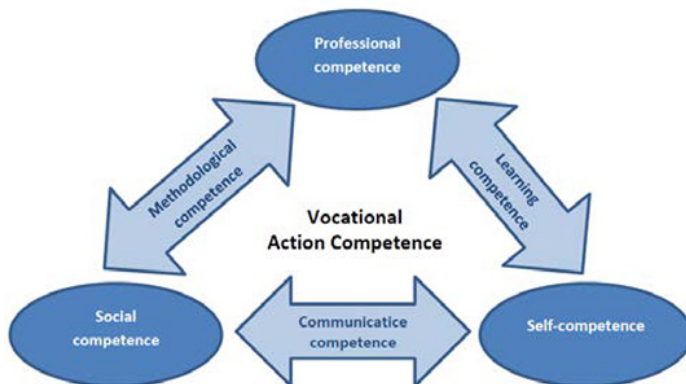 Professional
competence
Methodological
competence
Learning
competence
Vocational
Action Competence
Social
competence
Communicatice
competence
Self-competence